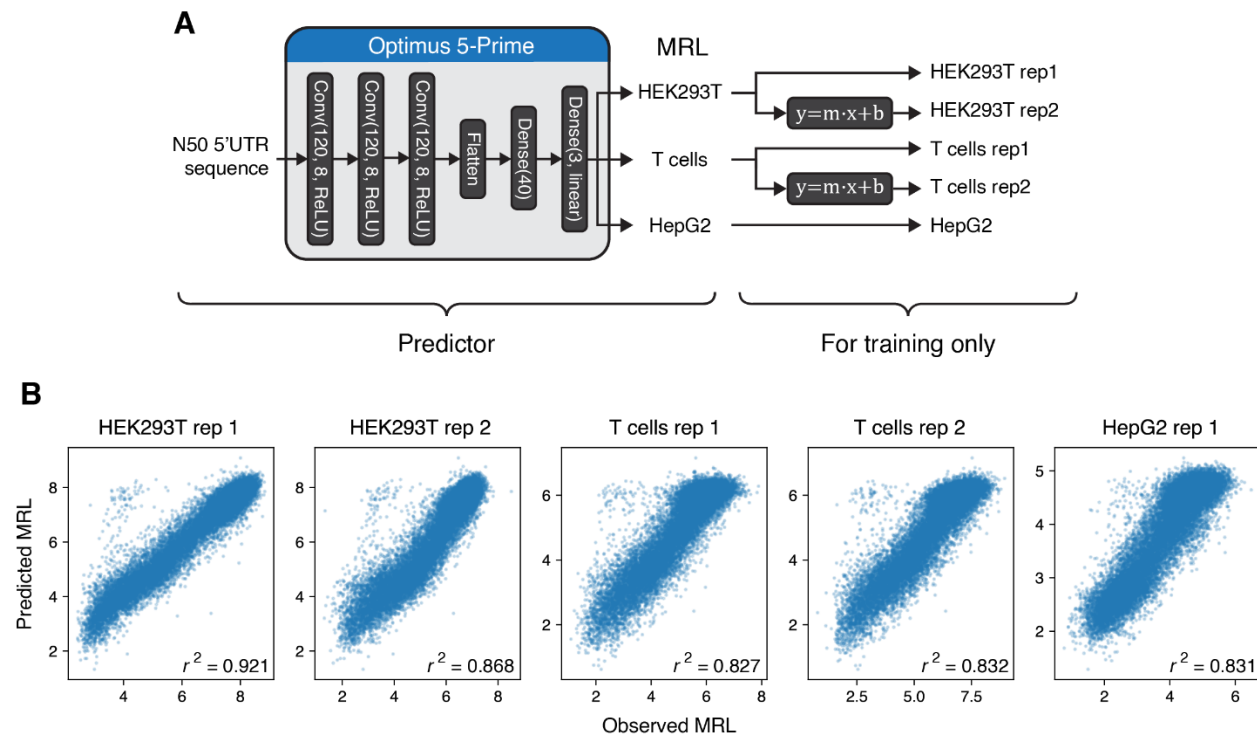 A
Optimus 5-Prime
MRL
N50 5'UTR
sequence
Conv(120, 8, ReLU)
Conv(120, 8, ReLU)
Conv(120, 8, ReLU)
Flatten
Dense(40)
Dense(3, linear)
HEK293T
T cells
HepG2
y=m·x+b
y=m·x+b
HEK293T rep1
HEK293T rep2
T cells rep1
T cells rep2
HepG2
Predictor
For training only
B
HEK293T rep 1
HEK293T rep 2
T cells rep 1
T cells rep 2
HepG2 rep 1
Predicted MRL
8
6
4
2
4
6
8
r² = 0.921
8
6
4
2
2
4
6
8
r² = 0.868
6
4
2
2
4
6
8
r² = 0.827
6
4
2
2.5
5.0
7.5
r² = 0.832
5
4
3
2
2
4
6
r² = 0.831
Observed MRL